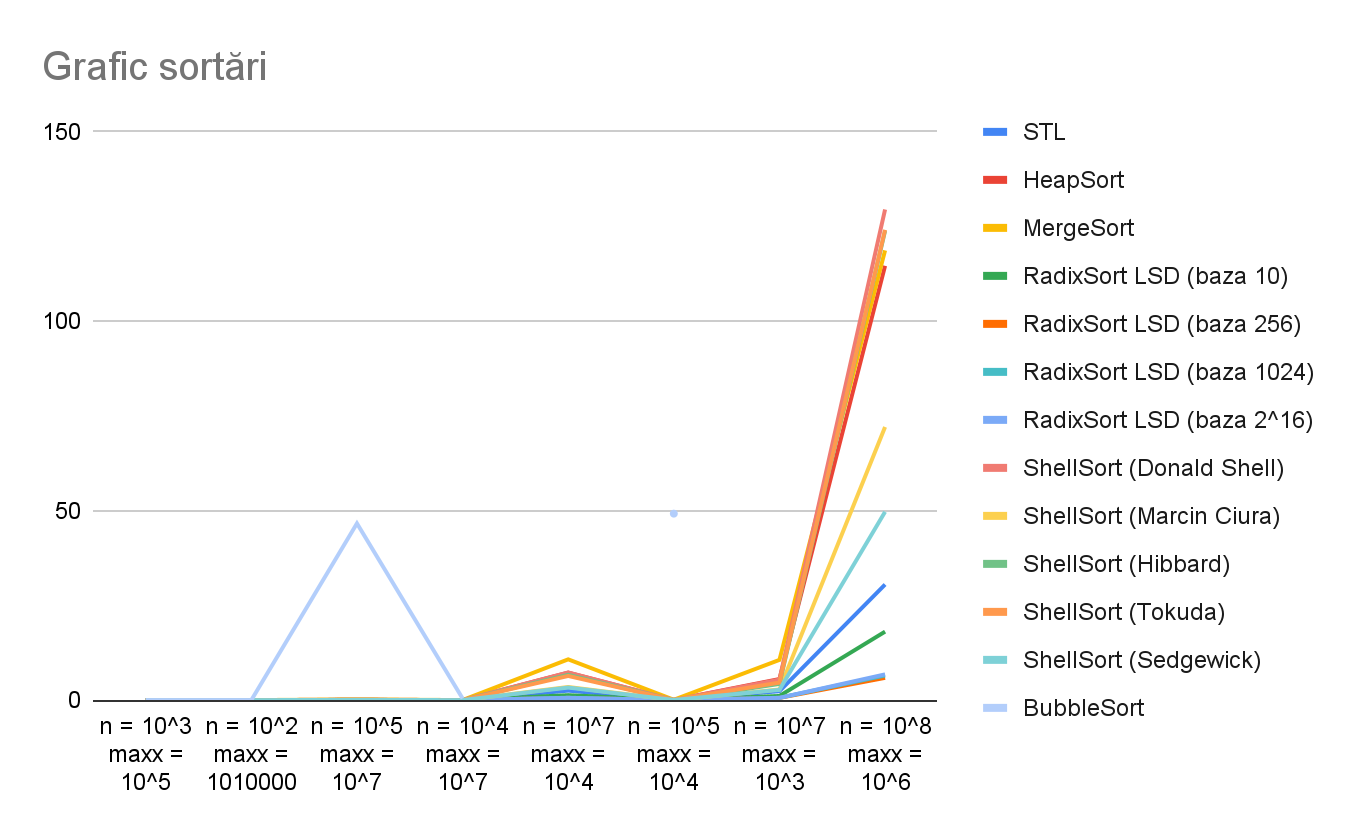 Grafic sortări
150
100
50
0
n = 10^3 maxx = 10^5
n = 10^2 maxx = 1010000
n = 10^5 maxx = 10^7
n = 10^4 maxx = 10^7
n = 10^7 maxx = 10^4
n = 10^5 maxx = 10^4
n = 10^7 maxx = 10^3
n = 10^8 maxx = 10^6
STL
HeapSort
MergeSort
RadixSort LSD (baza 10)
RadixSort LSD (baza 256)
RadixSort LSD (baza 1024)
RadixSort LSD (baza 2^16)
ShellSort (Donald Shell)
ShellSort (Marcin Ciura)
ShellSort (Hibbard)
ShellSort (Tokuda)
ShellSort (Sedgewick)
BubbleSort